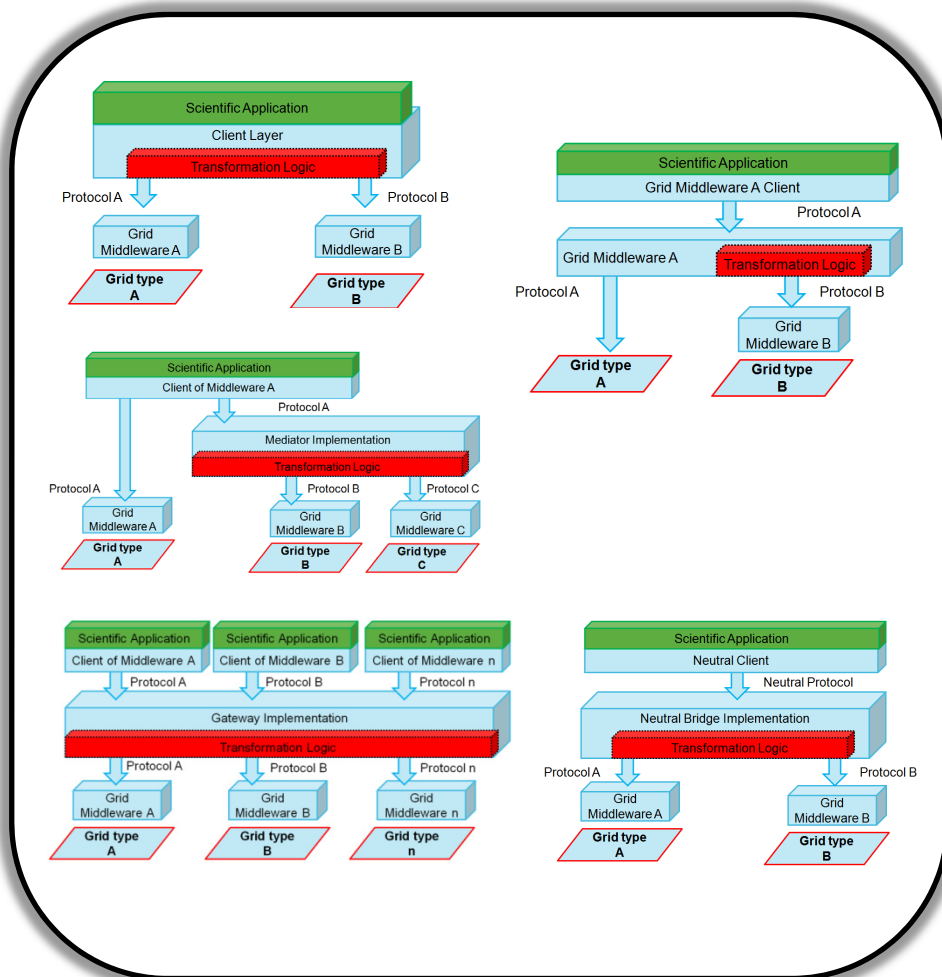 Scientific Application
Client Layer
Transformation Logic
Protocol A
Protocol B
Grid
Middleware A
Grid
Middleware B
Grid type
A
Grid type
B
Scientific Application
Grid Middleware A Client
Protocol A
Grid Middleware A
Transformation Logic
Protocol A
Protocol B
Grid
Middleware B
Grid type
A
Grid type
B
Scientific Application
Client of Middleware A
Protocol A
Mediator Implementation
Transformation Logic
Protocol A
Protocol B
Protocol C
Grid
Middleware A
Grid
Middleware B
Grid
Middleware C
Grid type
A
Grid type
B
Grid type
C
Scientific Application
Scientific Application
Scientific Application
Client of Middleware A
Client of Middleware B
Client of Middleware n
Protocol A
Protocol B
Protocol n
Gateway Implementation
Transformation Logic
Protocol A
Protocol B
Protocol n
Grid
Middleware A
Grid
Middleware B
Grid
Middleware n
Grid type
A
Grid type
B
Grid type
n
Scientific Application
Neutral Client
Neutral Protocol
Neutral Bridge Implementation
Transformation Logic
Protocol A
Protocol B
Grid
Middleware A
Grid
Middleware B
Grid type
A
Grid type
B